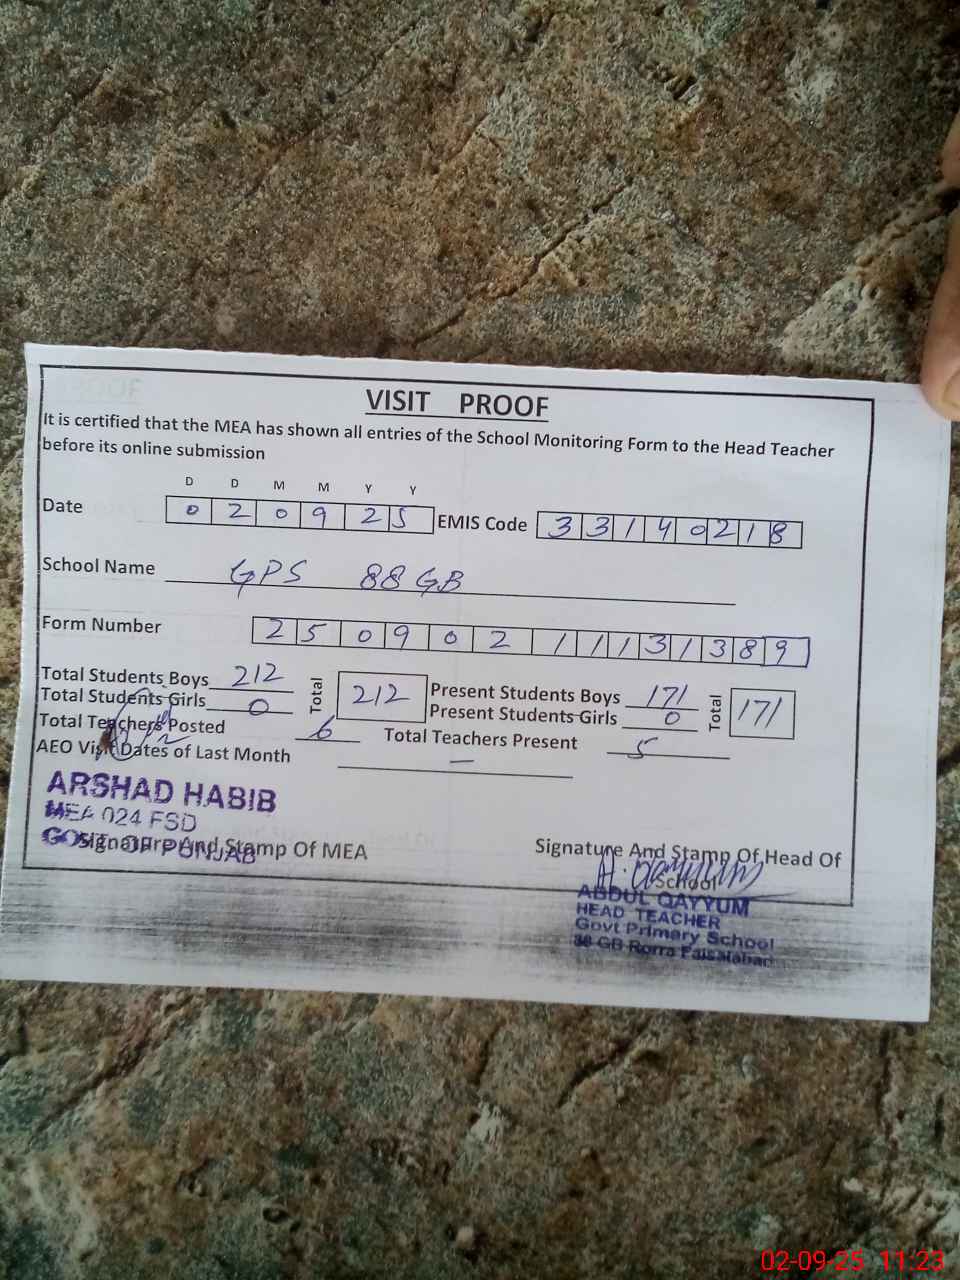 VISIT PROOF
It is certified that the MEA has shown all entries of the School Monitoring Form to the Head Teacher
before its online submission
D D M M Y Y
Date 0 2 0 9 2 5 EMIS Code 3 3 1 4 0 2 1 8
School Name GPS 88 GB
Form Number 2 5 0 9 0 2 1 1 1 3 1 3 8 9
Total Students Boys 212 Total 212 Present Students Boys 171 Total 171
Total Students Girls 0 Present Students Girls 0
Total Teachers Posted 6 Total Teachers Present 5
AEO Visit Dates of Last Month —
ARSHAD HABIB
MEA 024 FSD
GOVT. OF PUNJAB
Signature And Stamp Of MEA Signature And Stamp Of Head Of
School
A. Qayyum
ABDUL QAYYUM
HEAD TEACHER
Govt Primary School
88 GB Rorra Faisalabad
02-09-25 11:23